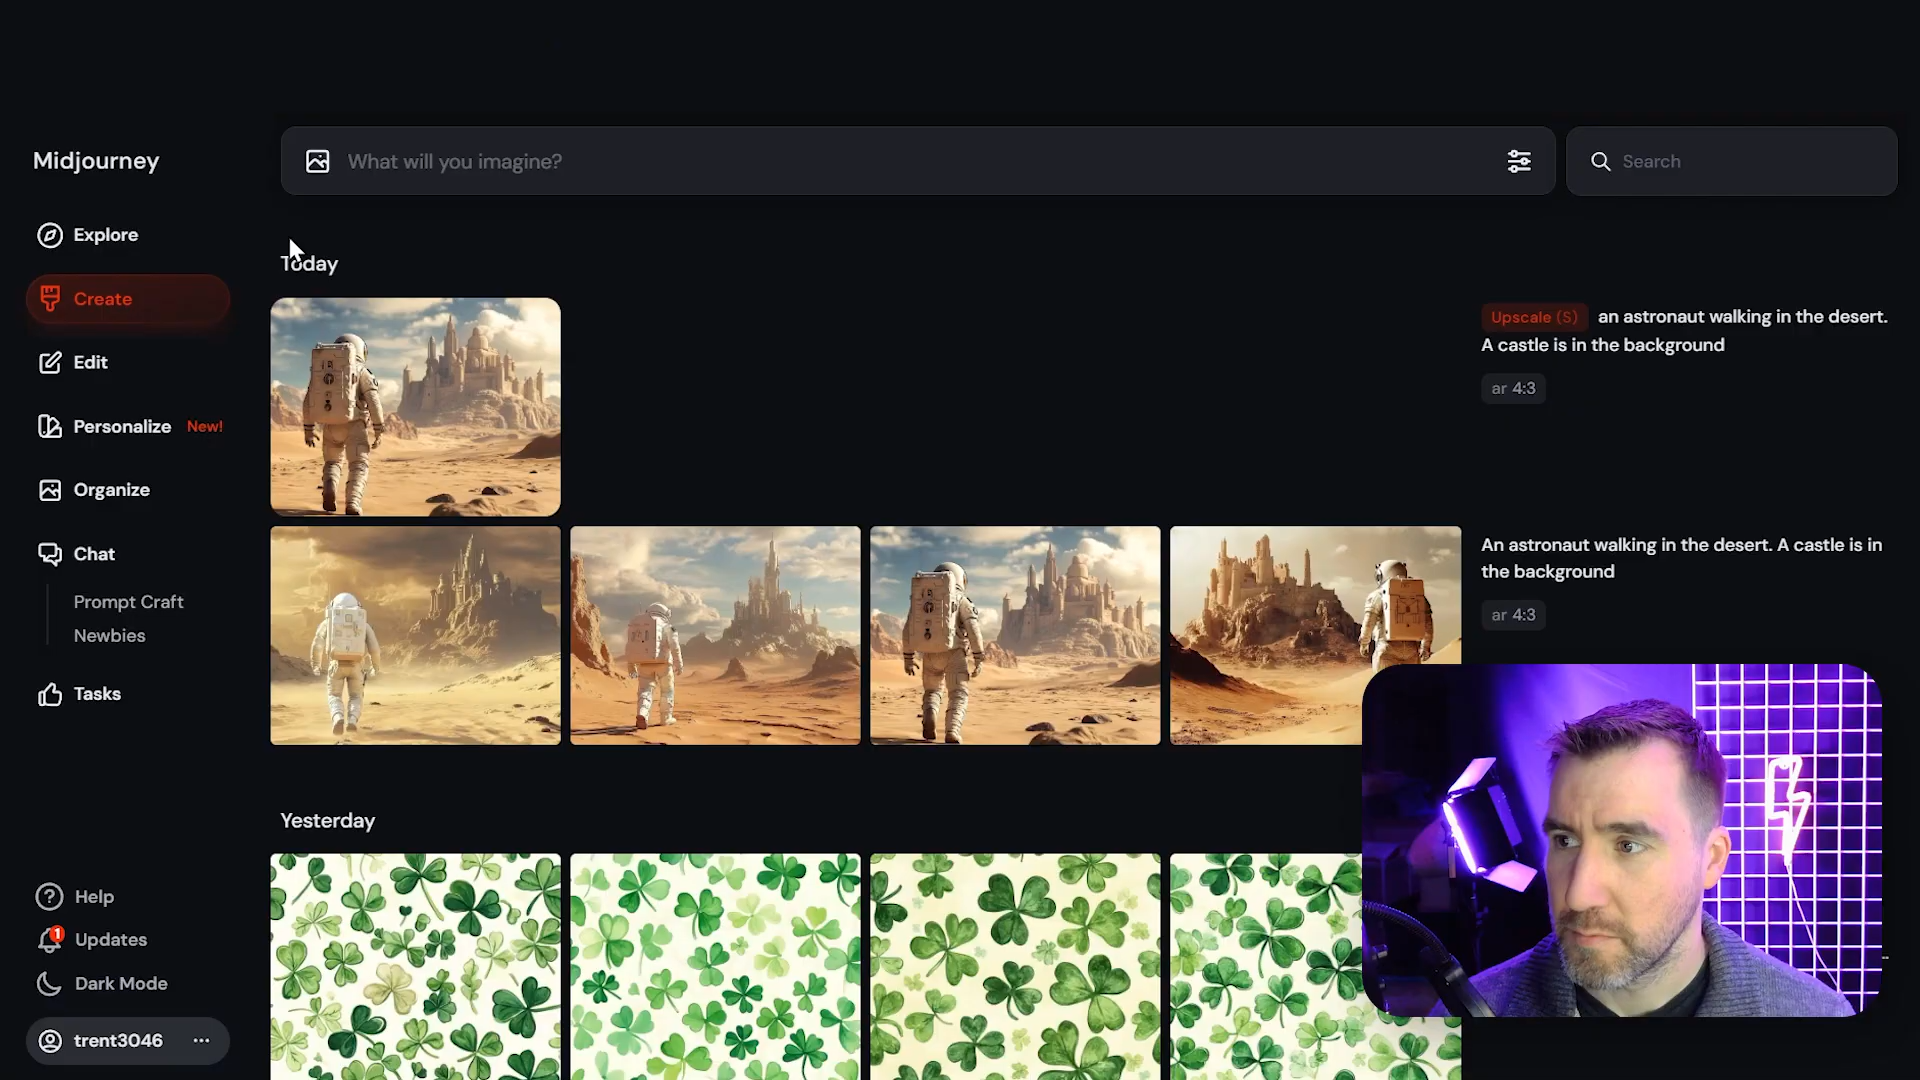 Midjourney
What will you imagine?
Search
Explore
Create
Edit
Personalize New!
Organize
Chat
Prompt Craft
Newbies
Tasks
Help
1
Updates
Dark Mode
trent3046
Today
Upscale (S) an astronaut walking in the desert.
A castle is in the background
ar 4:3
An astronaut walking in the desert. A castle is in
the background
ar 4:3
Yesterday